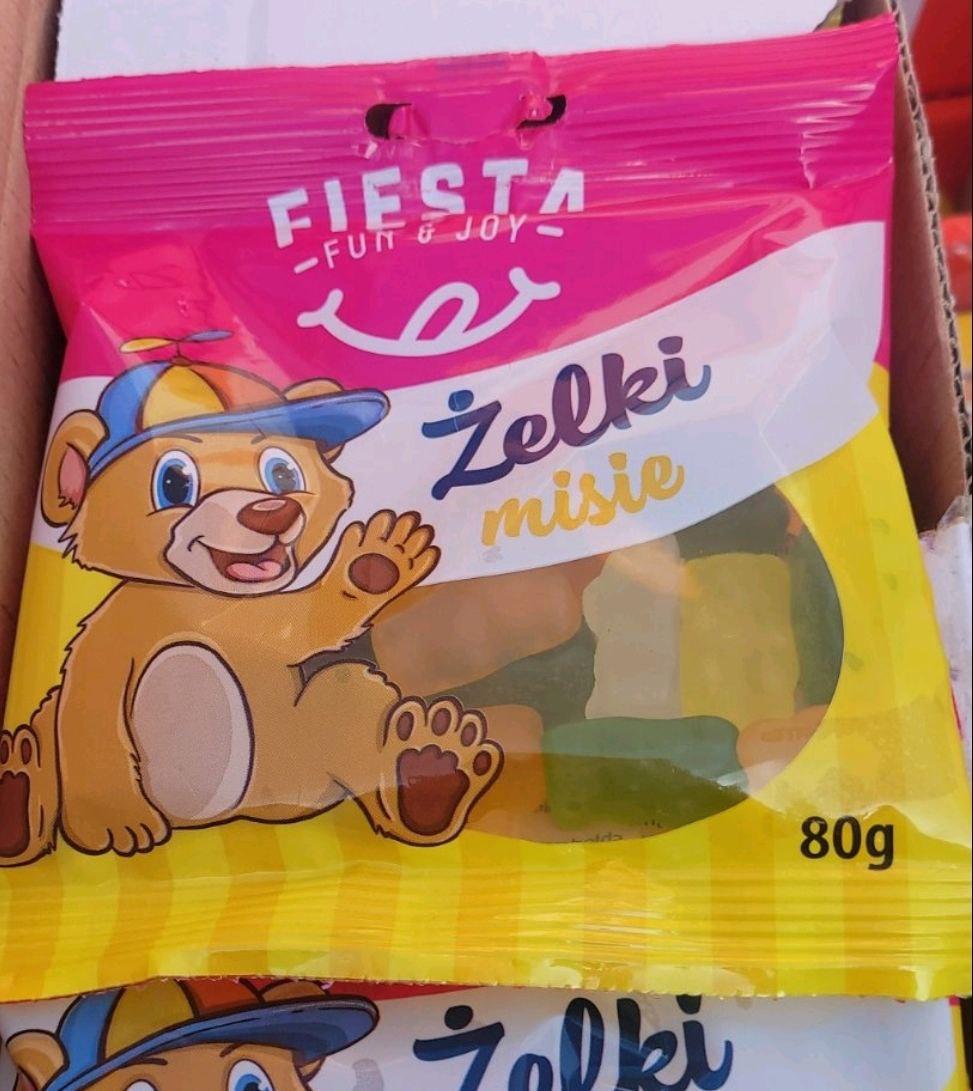 FIESTA
FUN & JOY
Żelki
misie
80g
Żelki